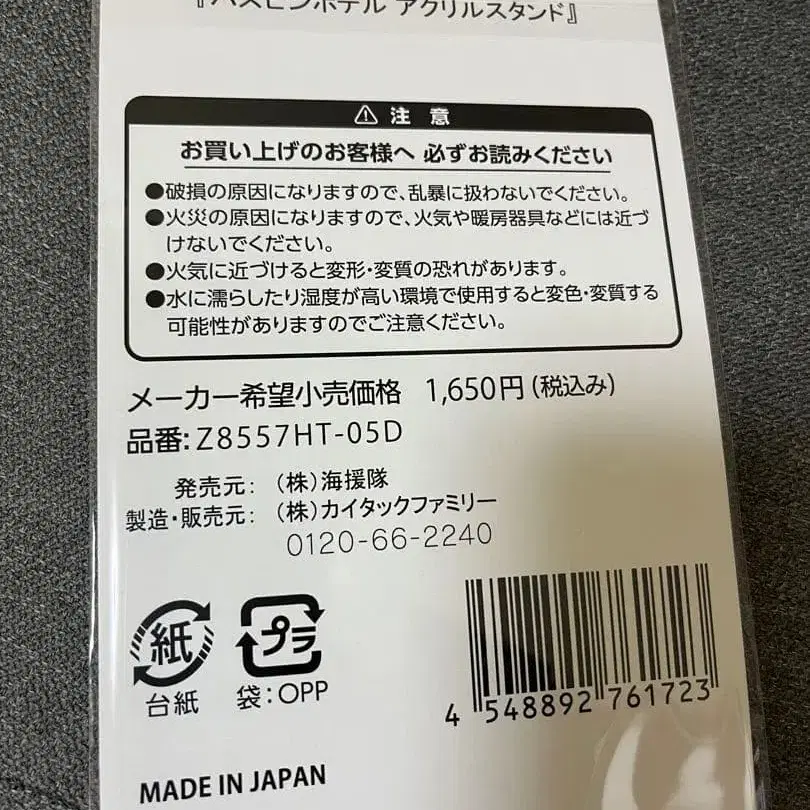 『ハズビンホテル アクリルスタンド』
⚠ 注 意
お買い上げのお客様へ 必ずお読みください
●破損の原因になりますので、乱暴に扱わないでください。
●火災の原因になりますので、火気や暖房器具などには近づ
けないでください。
●火気に近づけると変形・変質の恐れがあります。
●水に濡らしたり湿度が高い環境で使用すると変色・変質する
可能性がありますのでご注意ください。
メーカー希望小売価格 1,650円(税込み)
品番:Z8557HT-05D
発売元: (株)海援隊
製造・販売元: (株)カイタックファミリー
0120-66-2240
紙
台紙
プラ
袋:OPP
4 548892 761723
MADE IN JAPAN